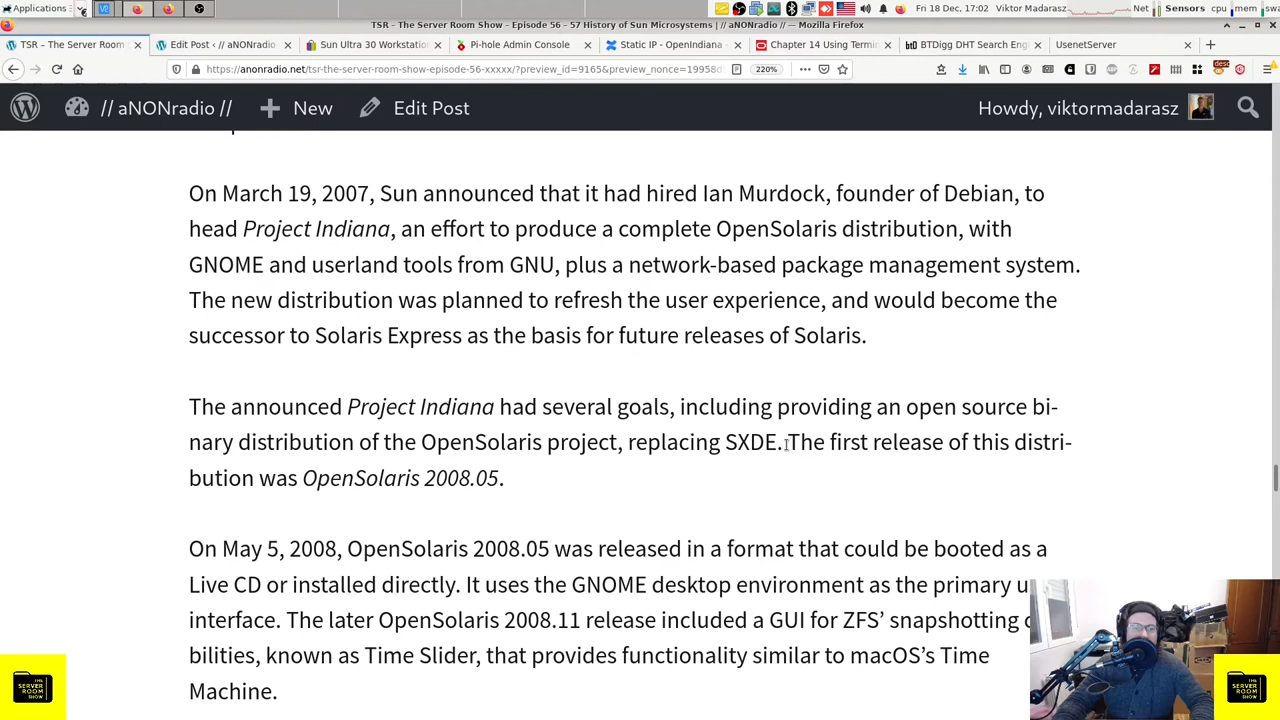 Applications
V2
Fri 18 Dec, 17:02
Viktor Madarasz
Net
Sensors
cpu
mem
swa
TSR - The Server Room Show - Episode 56 - 57 History of Sun Microsystems | // aNONradio — Mozilla Firefox
TSR – The Server Room
Edit Post ‹ // aNONradio
Sun Ultra 30 Workstatio
Pi-hole Admin Console
Static IP - OpenIndiana -
Chapter 14 Using Termin
BTDigg DHT Search Engi
UsenetServer
https://anonradio.net/tsr-the-server-room-show-episode-56-xxxxx/?preview_id=9165&preview_nonce=19958d
220%
// aNONradio //
New
Edit Post
Howdy, viktormadarasz
On March 19, 2007, Sun announced that it had hired Ian Murdock, founder of Debian, to
head Project Indiana, an effort to produce a complete OpenSolaris distribution, with
GNOME and userland tools from GNU, plus a network-based package management system.
The new distribution was planned to refresh the user experience, and would become the
successor to Solaris Express as the basis for future releases of Solaris.
The announced Project Indiana had several goals, including providing an open source bi-
nary distribution of the OpenSolaris project, replacing SXDE. The first release of this distri-
bution was OpenSolaris 2008.05.
On May 5, 2008, OpenSolaris 2008.05 was released in a format that could be booted as a
Live CD or installed directly. It uses the GNOME desktop environment as the primary u
interface. The later OpenSolaris 2008.11 release included a GUI for ZFS’ snapshotting
bilities, known as Time Slider, that provides functionality similar to macOS’s Time
Machine.
THE
SERVER
ROOM
SHOW
THE
SERVER
ROOM
SHOW